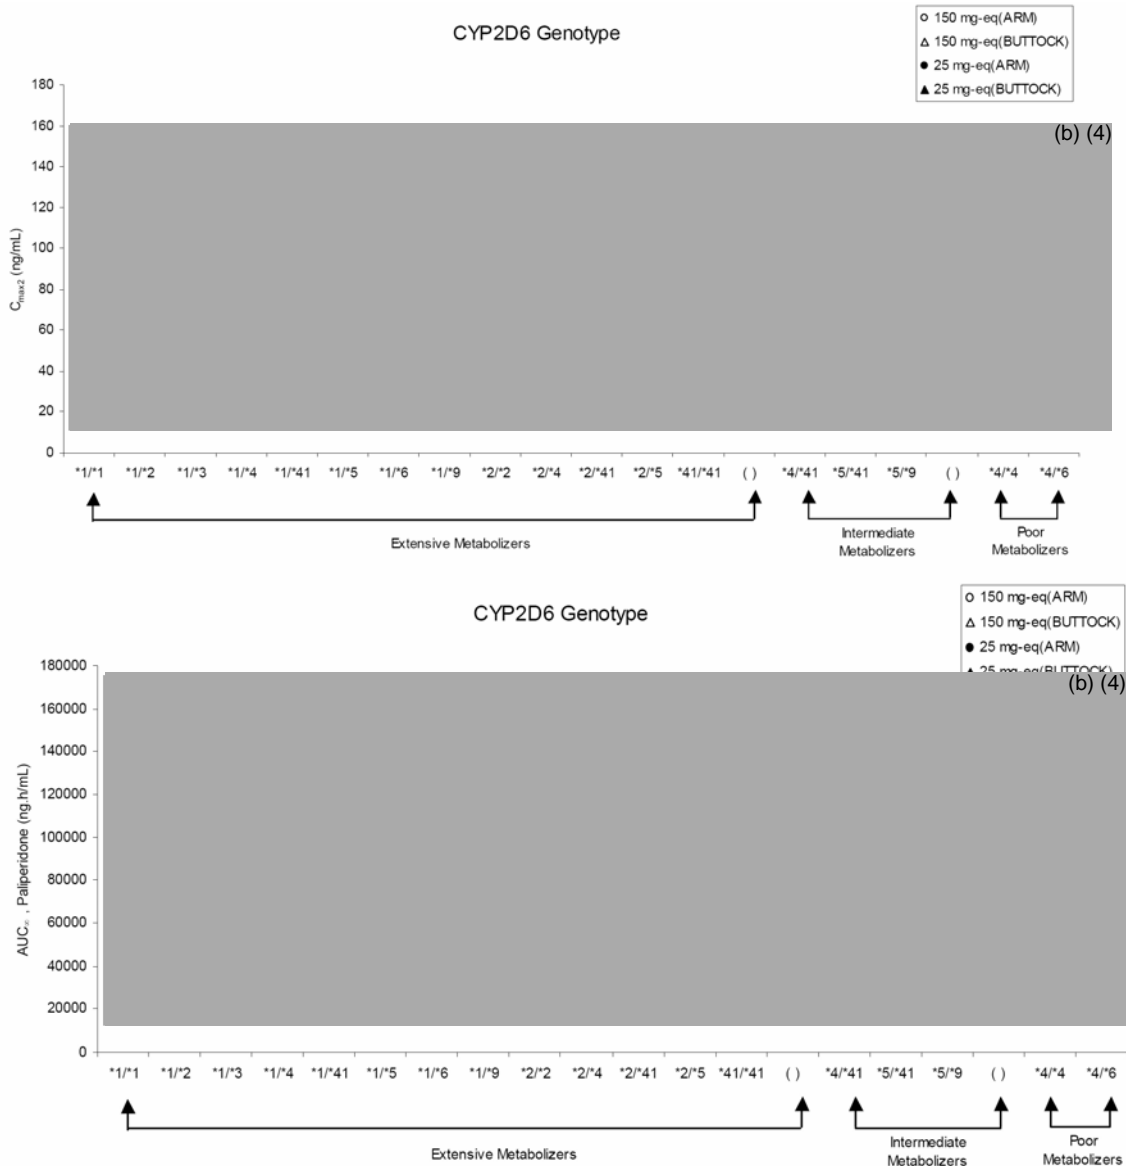 CYP2D6 Genotype
○ 150 mg-eq(ARM)
△ 150 mg-eq(BUTTOCK)
● 25 mg-eq(ARM)
▲ 25 mg-eq(BUTTOCK)
180
160
140
120
100
80
60
40
20
0
Cmax2 (ng/mL)
(b) (4)
*1/*1 *1/*2 *1/*3 *1/*4 *1/*41 *1/*5 *1/*6 *1/*9 *2/*2 *2/*4 *2/*41 *2/*5 *41/*41 ( ) *4/*41 *5/*41 *5/*9 ( ) *4/*4 *4/*6
Extensive Metabolizers
Intermediate
Metabolizers
Poor
Metabolizers
CYP2D6 Genotype
○ 150 mg-eq(ARM)
△ 150 mg-eq(BUTTOCK)
● 25 mg-eq(ARM)
▲ 25 mg-eq(BUTTOCK)
180000
160000
140000
120000
100000
80000
60000
40000
20000
0
AUC∞ , Paliperidone (ng.h/mL)
(b) (4)
*1/*1 *1/*2 *1/*3 *1/*4 *1/*41 *1/*5 *1/*6 *1/*9 *2/*2 *2/*4 *2/*41 *2/*5 *41/*41 ( ) *4/*41 *5/*41 *5/*9 ( ) *4/*4 *4/*6
Extensive Metabolizers
Intermediate
Metabolizers
Poor
Metabolizers